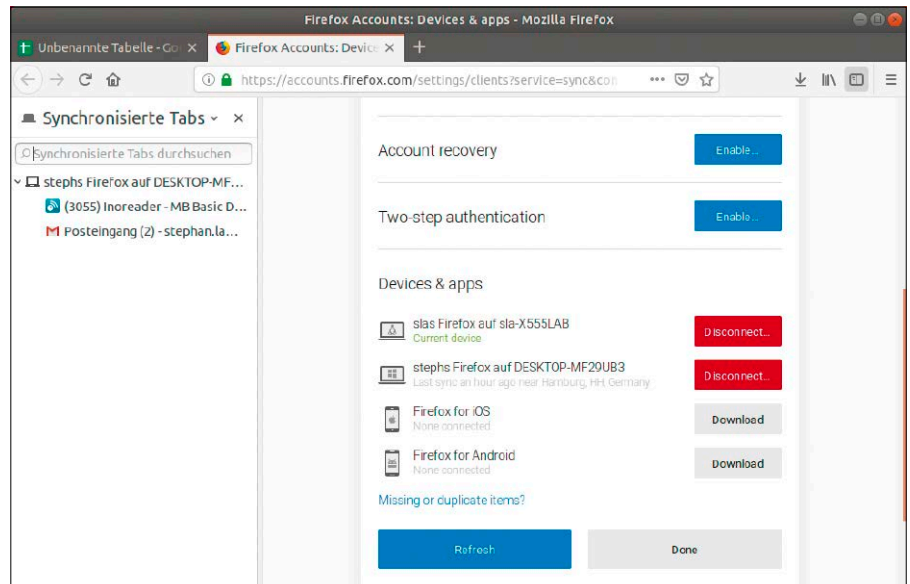 Firefox Accounts: Devices & apps - Mozilla Firefox
Unbenannte Tabelle - Go
Firefox Accounts: Device
https://accounts.firefox.com/settings/clients?service=sync&con
Synchronisierte Tabs
Synchronisierte Tabs durchsuchen
stephs Firefox auf DESKTOP-MF...
(3055) Inoreader - MB Basic D...
Posteingang (2) - stephan.la...
Account recovery
Enable...
Two-step authentication
Enable...
Devices & apps
slas Firefox auf sla-X555LAB
Current device
Disconnect...
stephs Firefox auf DESKTOP-MF29UB3
Last sync an hour ago near Hamburg, HH, Germany
Disconnect...
Firefox for iOS
None connected
Download
Firefox for Android
None connected
Download
Missing or duplicate items?
Refresh
Done